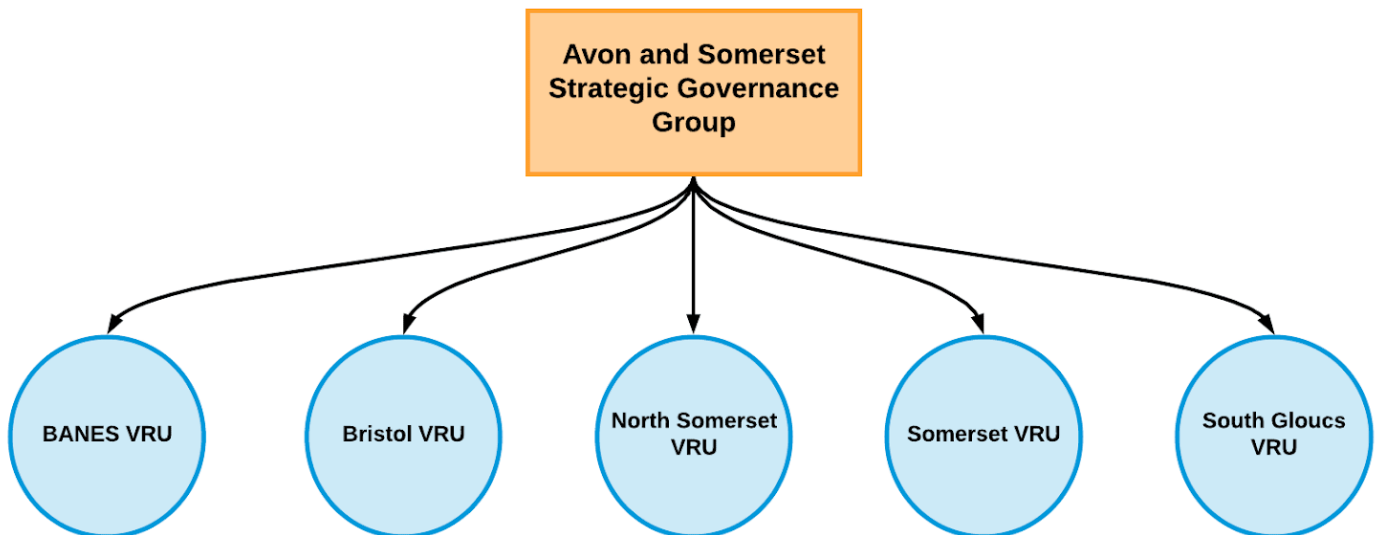 Avon and Somerset
Strategic Governance
Group
BANES VRU
Bristol VRU
North Somerset
VRU
Somerset VRU
South Gloucs
VRU